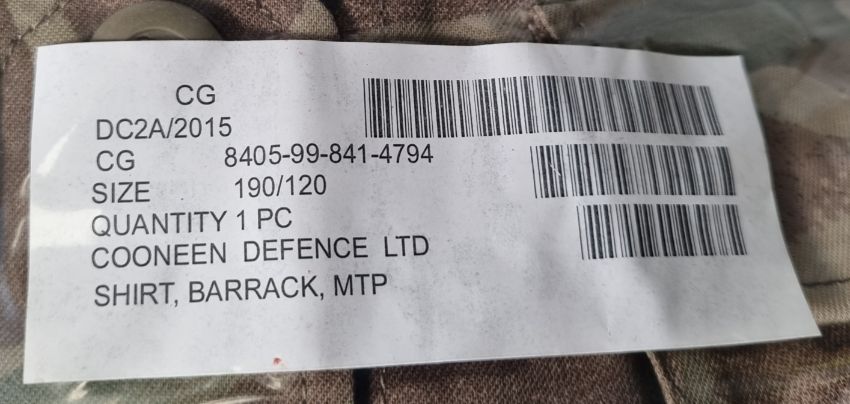 CG
DC2A/2015
CG 8405-99-841-4794
SIZE 190/120
QUANTITY 1 PC
COONEEN DEFENCE LTD
SHIRT, BARRACK, MTP